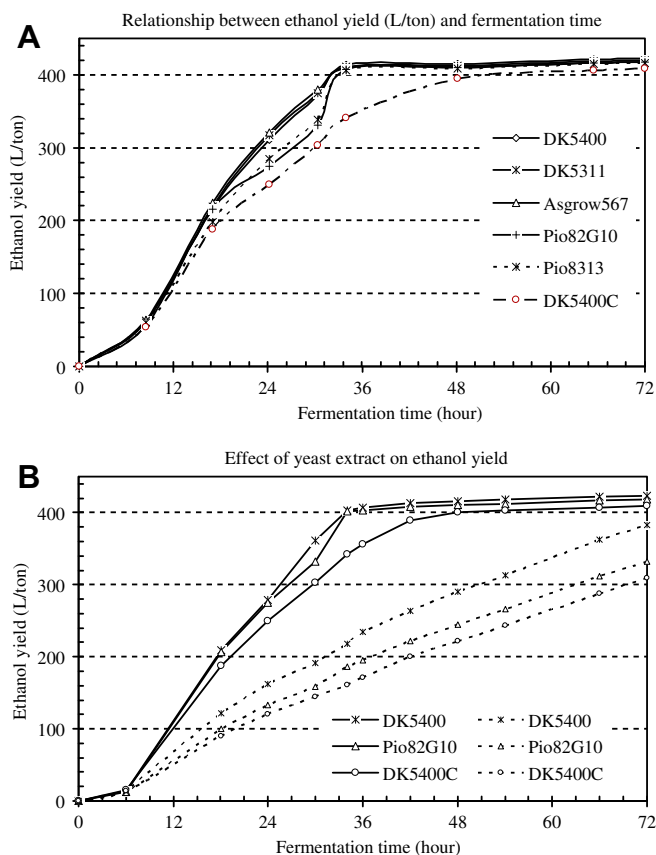 A
Relationship between ethanol yield (L/ton) and fermentation time
Ethanol yield (L/ton)
400
300
200
100
0
DK5400
DK5311
Asgrow567
Pio82G10
Pio8313
DK5400C
0 12 24 36 48 60 72
Fermentation time (hour)
B
Effect of yeast extract on ethanol yield
Ethanol yield (L/ton)
400
300
200
100
0
DK5400 DK5400
Pio82G10 Pio82G10
DK5400C DK5400C
0 12 24 36 48 60 72
Fermentation time (hour)